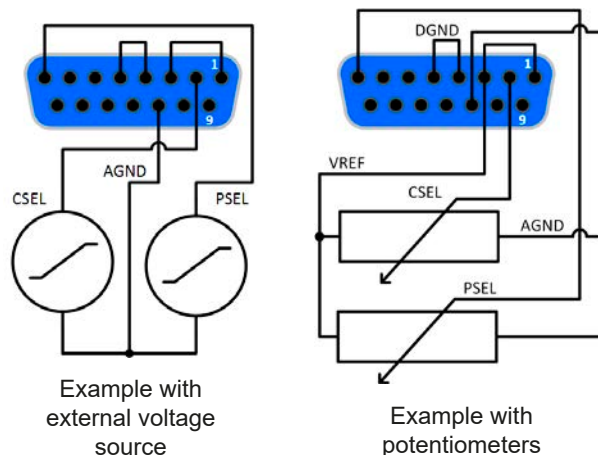 1
9
CSEL
AGND
PSEL
Example with
external voltage
source
DGND
1
9
VREF
CSEL
AGND
PSEL
Example with
potentiometers